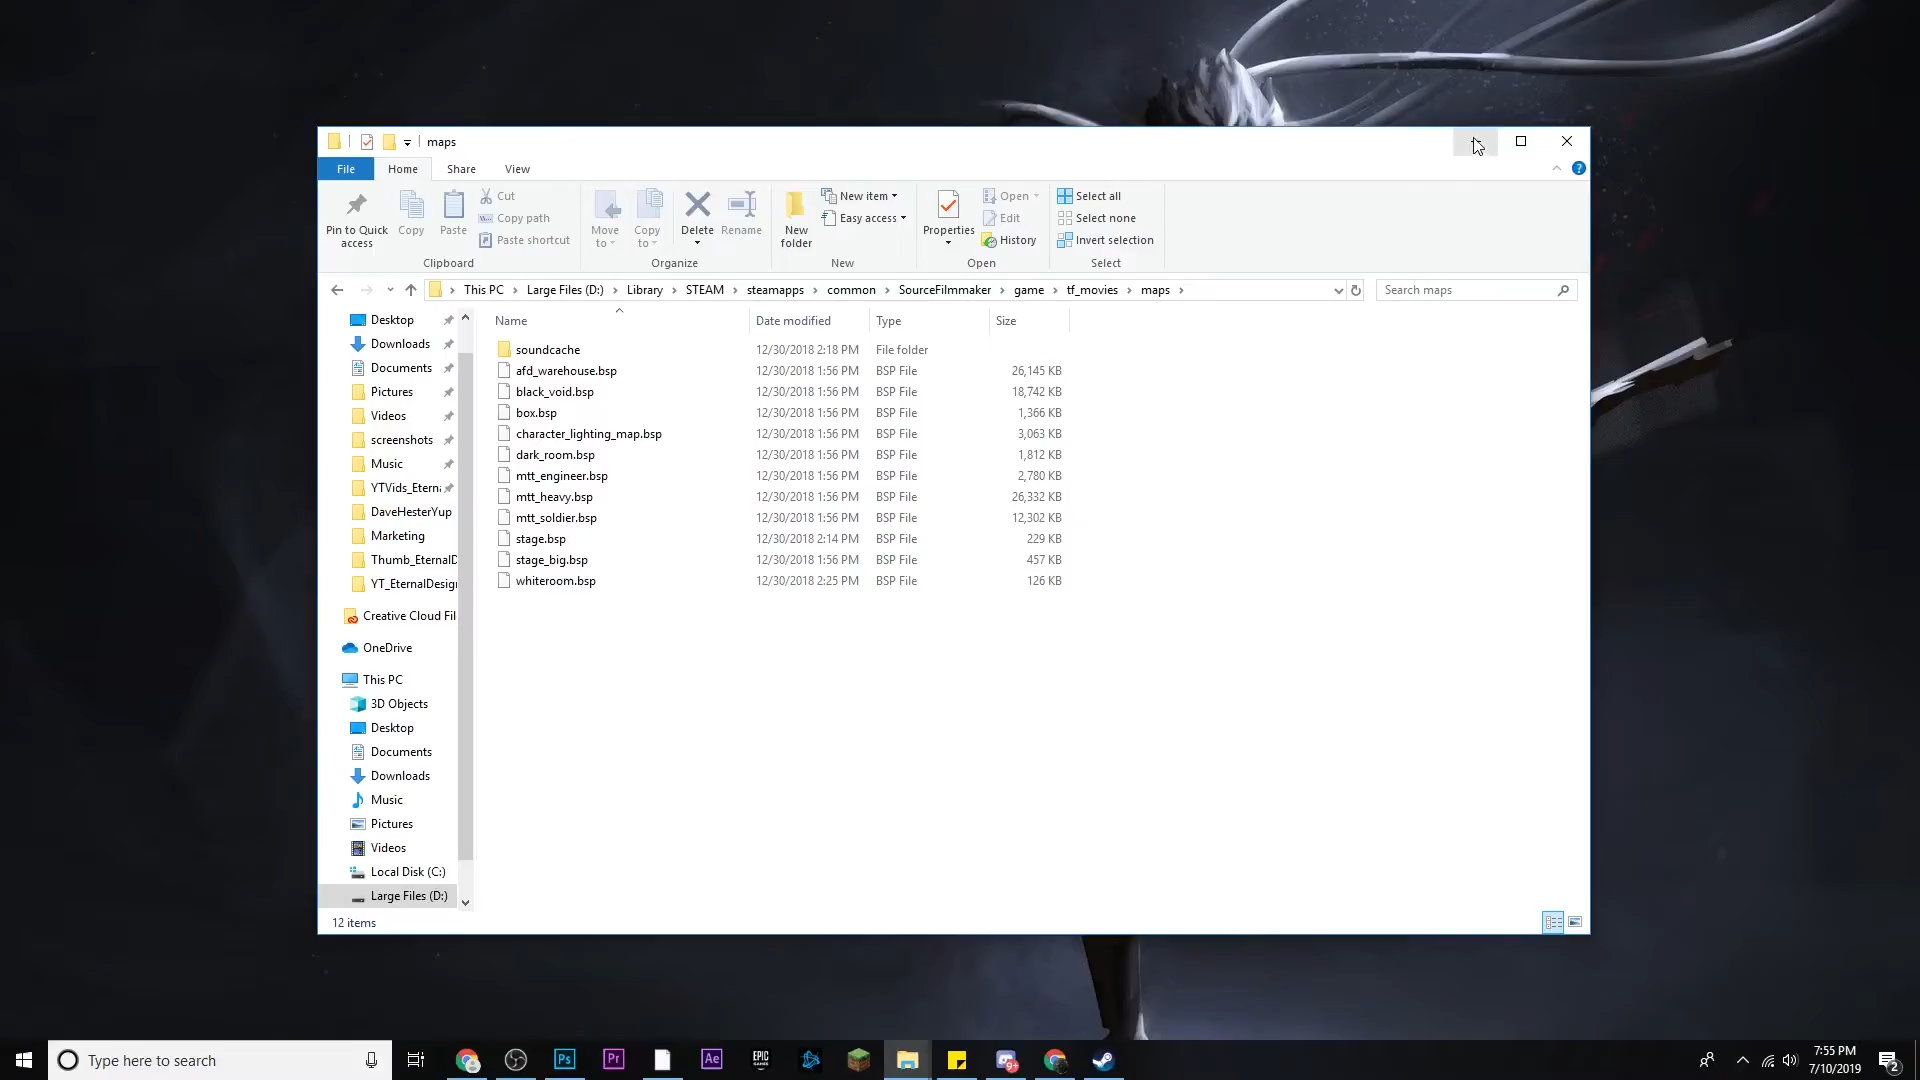 maps
File Home Share View
Pin to Quick access
Copy
Paste
Cut
Copy path
Paste shortcut
Clipboard
Move to
Copy to
Delete
Rename
Organize
New folder
New item
Easy access
New
Properties
Open
Edit
History
Open
Select all
Select none
Invert selection
Select
This PC > Large Files (D:) > Library > STEAM > steamapps > common > SourceFilmmaker > game > tf_movies > maps >
Search maps
Desktop
Downloads
Documents
Pictures
Videos
screenshots
Music
YTVids_Etern
DaveHesterYup
Marketing
Thumb_EternalD
YT_EternalDesign
Creative Cloud Fil
OneDrive
This PC
3D Objects
Desktop
Documents
Downloads
Music
Pictures
Videos
Local Disk (C:)
Large Files (D:)
Name Date modified Type Size
soundcache 12/30/2018 2:18 PM File folder
afd_warehouse.bsp 12/30/2018 1:56 PM BSP File 26,145 KB
black_void.bsp 12/30/2018 1:56 PM BSP File 18,742 KB
box.bsp 12/30/2018 1:56 PM BSP File 1,366 KB
character_lighting_map.bsp 12/30/2018 1:56 PM BSP File 3,063 KB
dark_room.bsp 12/30/2018 1:56 PM BSP File 1,812 KB
mtt_engineer.bsp 12/30/2018 1:56 PM BSP File 2,780 KB
mtt_heavy.bsp 12/30/2018 1:56 PM BSP File 26,332 KB
mtt_soldier.bsp 12/30/2018 1:56 PM BSP File 12,302 KB
stage.bsp 12/30/2018 2:14 PM BSP File 229 KB
stage_big.bsp 12/30/2018 1:56 PM BSP File 457 KB
whiteroom.bsp 12/30/2018 2:25 PM BSP File 126 KB
12 items
Type here to search
Ps
Pr
Ae
EPIC GAMES
9+
7:55 PM
7/10/2019
2